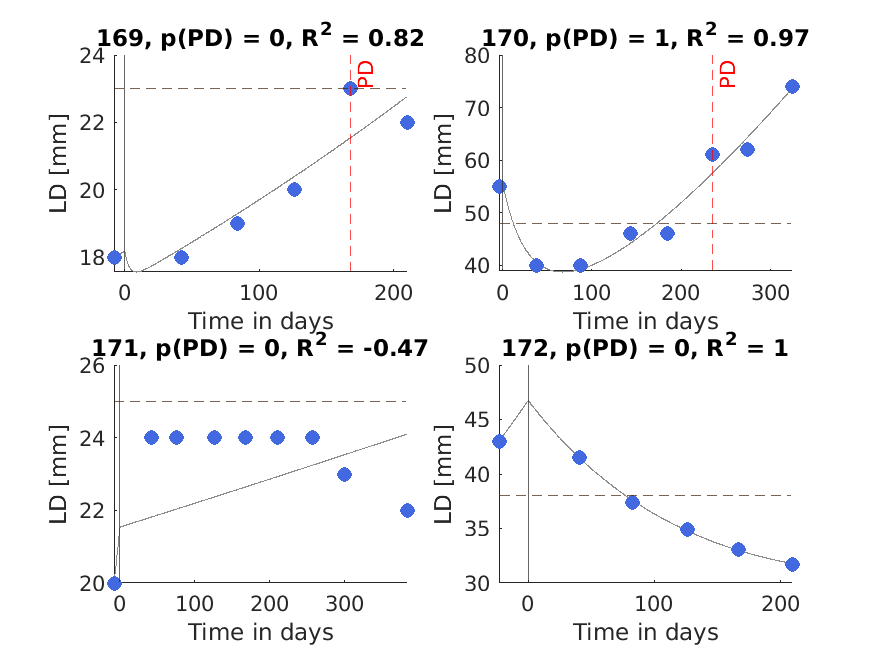 169, p(PD) = 0, R² = 0.82
LD [mm]
24
22
20
18
PD
0
100
200
Time in days
170, p(PD) = 1, R² = 0.97
LD [mm]
80
70
60
50
40
PD
0
100
200
300
Time in days
171, p(PD) = 0, R² = -0.47
LD [mm]
26
24
22
20
0
100
200
300
Time in days
172, p(PD) = 0, R² = 1
LD [mm]
50
45
40
35
30
0
100
200
Time in days